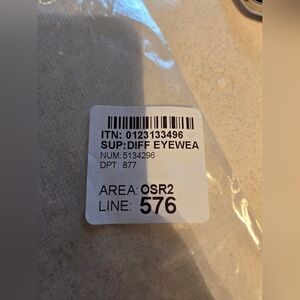 ITN: 0123133496
SUP:DIFF EYEWEA
NUM:5134296
DPT: 877
AREA: OSR2
LINE: 576